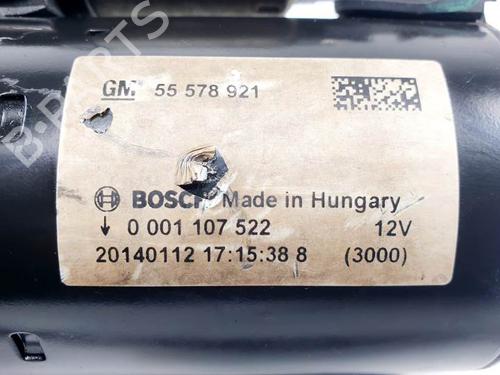 GM 55 578 921
BOSCH Made in Hungary
0 001 107 522 12V
20140112 17:15:38 8 (3000)
B-PARTS